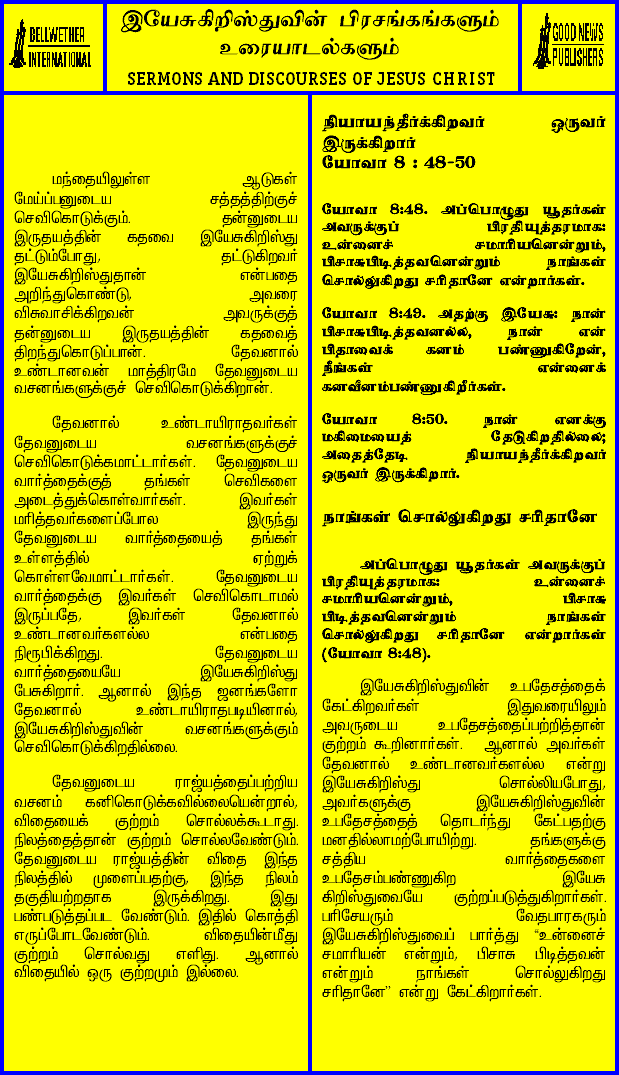 BELLWETHER
INTERNATIONAL
இயேசுகிறிஸ்துவின் பிரசங்கங்களும்
உரையாடல்களும்
SERMONS AND DISCOURSES OF JESUS CHRIST
GOOD NEWS
PUBLISHERS
மந்தையிலுள்ள ஆடுகள்
மேய்ப்பனுடைய சத்தத்திற்குச்
செவிகொடுக்கும். தன்னுடைய
இருதயத்தின் கதவை இயேசுகிறிஸ்து
தட்டும்போது, தட்டுகிறவர்
இயேசுகிறிஸ்துதான் என்பதை
அறிந்துகொண்டு, அவரை
விசுவாசிக்கிறவன் அவருக்குத்
தன்னுடைய இருதயத்தின் கதவைத்
திறந்துகொடுப்பான். தேவனால்
உண்டானவன் மாத்திரமே தேவனுடைய
வசனங்களுக்குச் செவிகொடுக்கிறான்.
தேவனால் உண்டாயிராதவர்கள்
தேவனுடைய வசனங்களுக்குச்
செவிகொடுக்கமாட்டார்கள். தேவனுடைய
வார்த்தைக்குத் தங்கள் செவிகளை
அடைத்துக்கொள்வார்கள். இவர்கள்
மரித்தவர்களைப்போல இருந்து
தேவனுடைய வார்த்தையைத் தங்கள்
உள்ளத்தில் ஏற்றுக்
கொள்ளவேமாட்டார்கள். தேவனுடைய
வார்த்தைக்கு இவர்கள் செவிகொடாமல்
இருப்பதே, இவர்கள் தேவனால்
உண்டானவர்களல்ல என்பதை
நிரூபிக்கிறது. தேவனுடைய
வார்த்தையையே இயேசுகிறிஸ்து
பேசுகிறார். ஆனால் இந்த ஜனங்களோ
தேவனால் உண்டாயிராதபடியினால்,
இயேசுகிறிஸ்துவின் வசனங்களுக்கும்
செவிகொடுக்கிறதில்லை.
தேவனுடைய ராஜ்யத்தைப்பற்றிய
வசனம் கனிகொடுக்கவில்லையென்றால்,
விதையைக் குற்றம் சொல்லக்கூடாது.
நிலத்தைத்தான் குற்றம் சொல்லவேண்டும்.
தேவனுடைய ராஜ்யத்தின் விதை இந்த
நிலத்தில் முளைப்பதற்கு, இந்த நிலம்
தகுதியற்றதாக இருக்கிறது. இது
பண்படுத்தப்பட வேண்டும். இதில் கொத்தி
எருப்போடவேண்டும். விதையின்மீது
குற்றம் சொல்வது எளிது. ஆனால்
விதையில் ஒரு குற்றமும் இல்லை.
நியாயந்தீர்க்கிறவர் ஒருவர்
இருக்கிறார்
யோவா 8 : 48-50
யோவா 8:48. அப்பொழுது யூதர்கள்
அவருக்குப் பிரதியுத்தரமாக:
உன்னைச் சமாரியனென்றும்,
பிசாசுபிடித்தவனென்றும் நாங்கள்
சொல்லுகிறது சரிதானே என்றார்கள்.
யோவா 8:49. அதற்கு இயேசு: நான்
பிசாசுபிடித்தவனல்ல, நான் என்
பிதாவைக் கனம் பண்ணுகிறேன்,
நீங்கள் என்னைக்
கனவீனம்பண்ணுகிறீர்கள்.
யோவா 8:50. நான் எனக்கு
மகிமையைத் தேடுகிறதில்லை;
அதைத்தேடி, நியாயந்தீர்க்கிறவர்
ஒருவர் இருக்கிறார்.
நாங்கள் சொல்லுகிறது சரிதானே
அப்பொழுது யூதர்கள் அவருக்குப்
பிரதியுத்தரமாக: உன்னைச்
சமாரியனென்றும், பிசாசு
பிடித்தவனென்றும் நாங்கள்
சொல்லுகிறது சரிதானே என்றார்கள்
(யோவா 8:48).
இயேசுகிறிஸ்துவின் உபதேசத்தைக்
கேட்கிறவர்கள் இதுவரையிலும்
அவருடைய உபதேசத்தைப்பற்றித்தான்
குற்றம் கூறினார்கள். ஆனால் அவர்கள்
தேவனால் உண்டானவர்களல்ல என்று
இயேசுகிறிஸ்து சொல்லியபோது,
அவர்களுக்கு இயேசுகிறிஸ்துவின்
உபதேசத்தைத் தொடர்ந்து கேட்பதற்கு
மனதில்லாமற்போயிற்று. தங்களுக்கு
சத்திய வார்த்தைகளை
உபதேசம்பண்ணுகிற இயேசு
கிறிஸ்துவையே குற்றப்படுத்துகிறார்கள்.
பரிசேயரும் வேதபாரகரும்
இயேசுகிறிஸ்துவைப் பார்த்து “உன்னைச்
சமாரியன் என்றும், பிசாசு பிடித்தவன்
என்றும் நாங்கள் சொல்லுகிறது
சரிதானே” என்று கேட்கிறார்கள்.